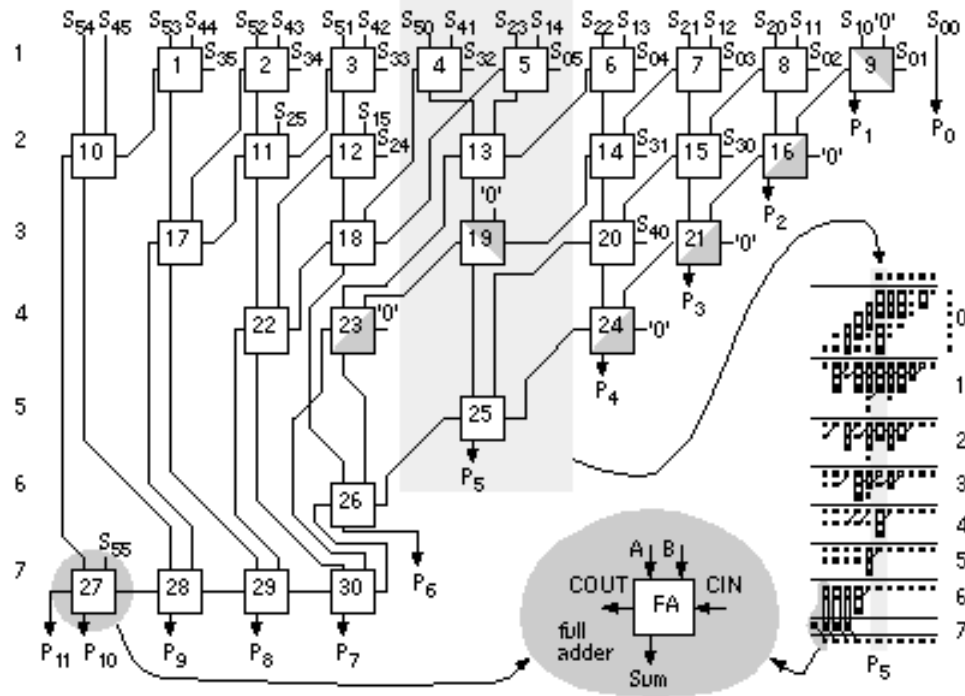 S54 S45 S53 S44 S52 S43 S51 S42 S50 S41 S23 S14 S22 S13 S21 S12 S20 S11 S10 '0' S00
1 1 S35 2 S34 3 S33 4 S32 5 S05 6 S04 7 S03 8 S02 9 S01
S25 S15 P1 P0
2 10 11 12 S24 13 14 S31 15 S30 16 '0'
'0' P2
3 17 18 19 20 S40 21 '0'
P3
4 22 23 '0' 24 '0' 0
P4
5 25 1
P5 2
6 26 3
4
S55 P6 A B 5
7 27 28 29 30 COUT FA CIN 6
full adder 7
P11 P10 P9 P8 P7 Sum P5